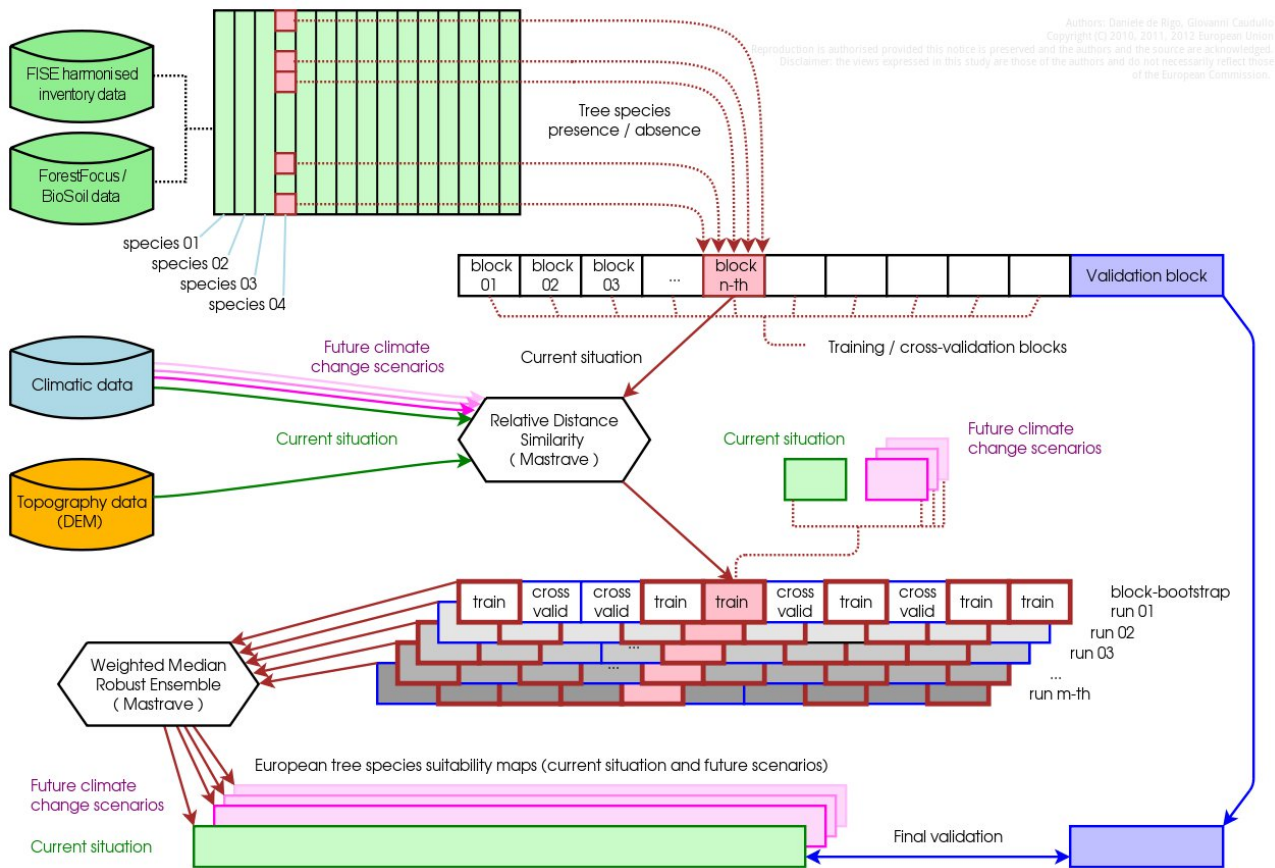 Authors: Daniele de Rigo, Giovanni Caudullo
Copyright (C) 2010, 2011, 2012 European Union
Reproduction is authorised provided this notice is preserved and the authors and the source are acknowledged.
Disclaimer: the views expressed in this study are those of the authors and do not necessarily reflect those
of the European Commission.
FISE harmonised
inventory data
ForestFocus /
BioSoil data
Tree species
presence / absence
species 01
species 02
species 03
species 04
block
01
block
02
block
03
...
block
n-th
Validation block
Training / cross-validation blocks
Current situation
Future climate
change scenarios
Climatic data
Current situation
Topography data
(DEM)
Relative Distance
Similarity
( Mastrave )
Current situation
Future climate
change scenarios
train
cross
valid
cross
valid
train
train
cross
valid
train
cross
valid
train
train
block-bootstrap
run 01
run 02
run 03
...
run m-th
...
...
Weighted Median
Robust Ensemble
( Mastrave )
European tree species suitability maps (current situation and future scenarios)
Future climate
change scenarios
Current situation
Final validation